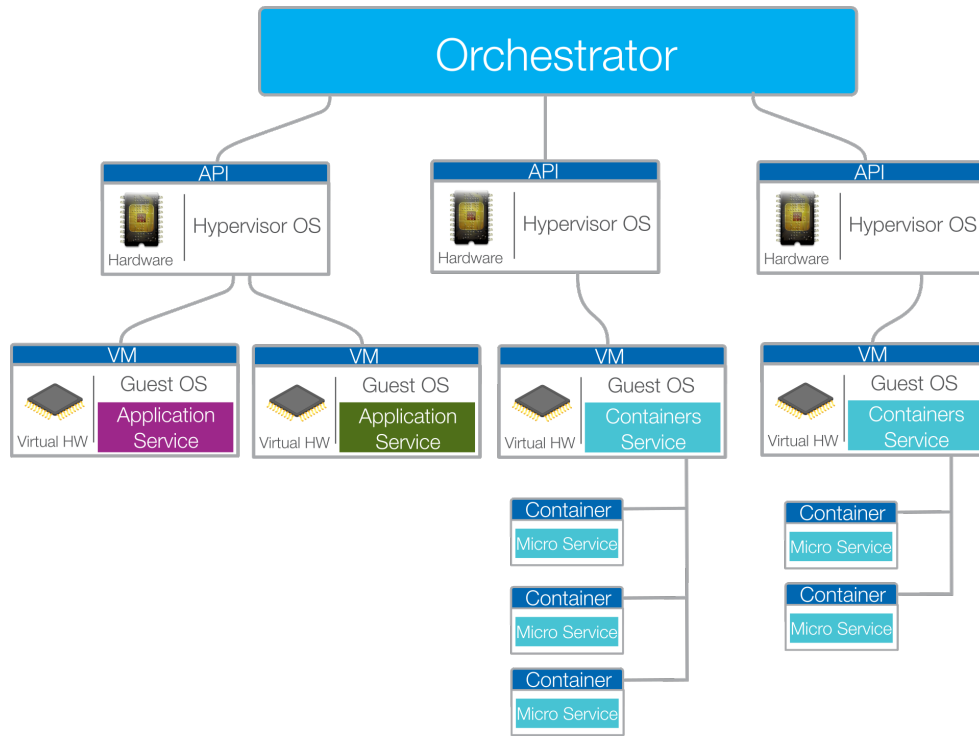 Orchestrator
API
Hypervisor OS
Hardware
API
Hypervisor OS
Hardware
API
Hypervisor OS
Hardware
VM
Guest OS
Application
Service
Virtual HW
VM
Guest OS
Application
Service
Virtual HW
VM
Guest OS
Containers
Service
Virtual HW
VM
Guest OS
Containers
Service
Virtual HW
Container
Micro Service
Container
Micro Service
Container
Micro Service
Container
Micro Service
Container
Micro Service